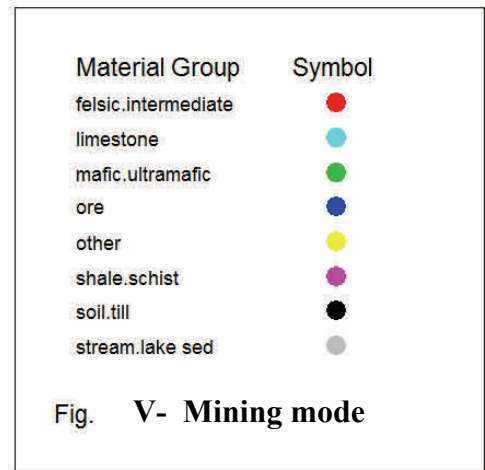 Material Group Symbol
felsic.intermediate
limestone
mafic.ultramafic
ore
other
shale.schist
soil.till
stream.lake sed
Fig. V- Mining mode